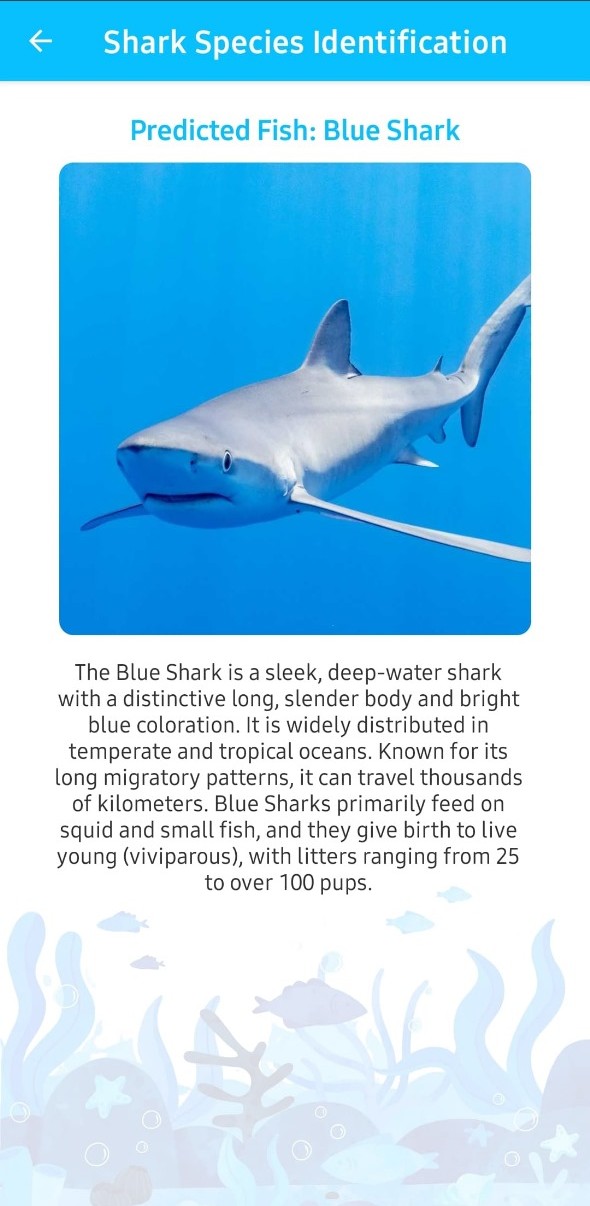 Shark Species Identification
Predicted Fish: Blue Shark
The Blue Shark is a sleek, deep-water shark
with a distinctive long, slender body and bright
blue coloration. It is widely distributed in
temperate and tropical oceans. Known for its
long migratory patterns, it can travel thousands
of kilometers. Blue Sharks primarily feed on
squid and small fish, and they give birth to live
young (viviparous), with litters ranging from 25
to over 100 pups.